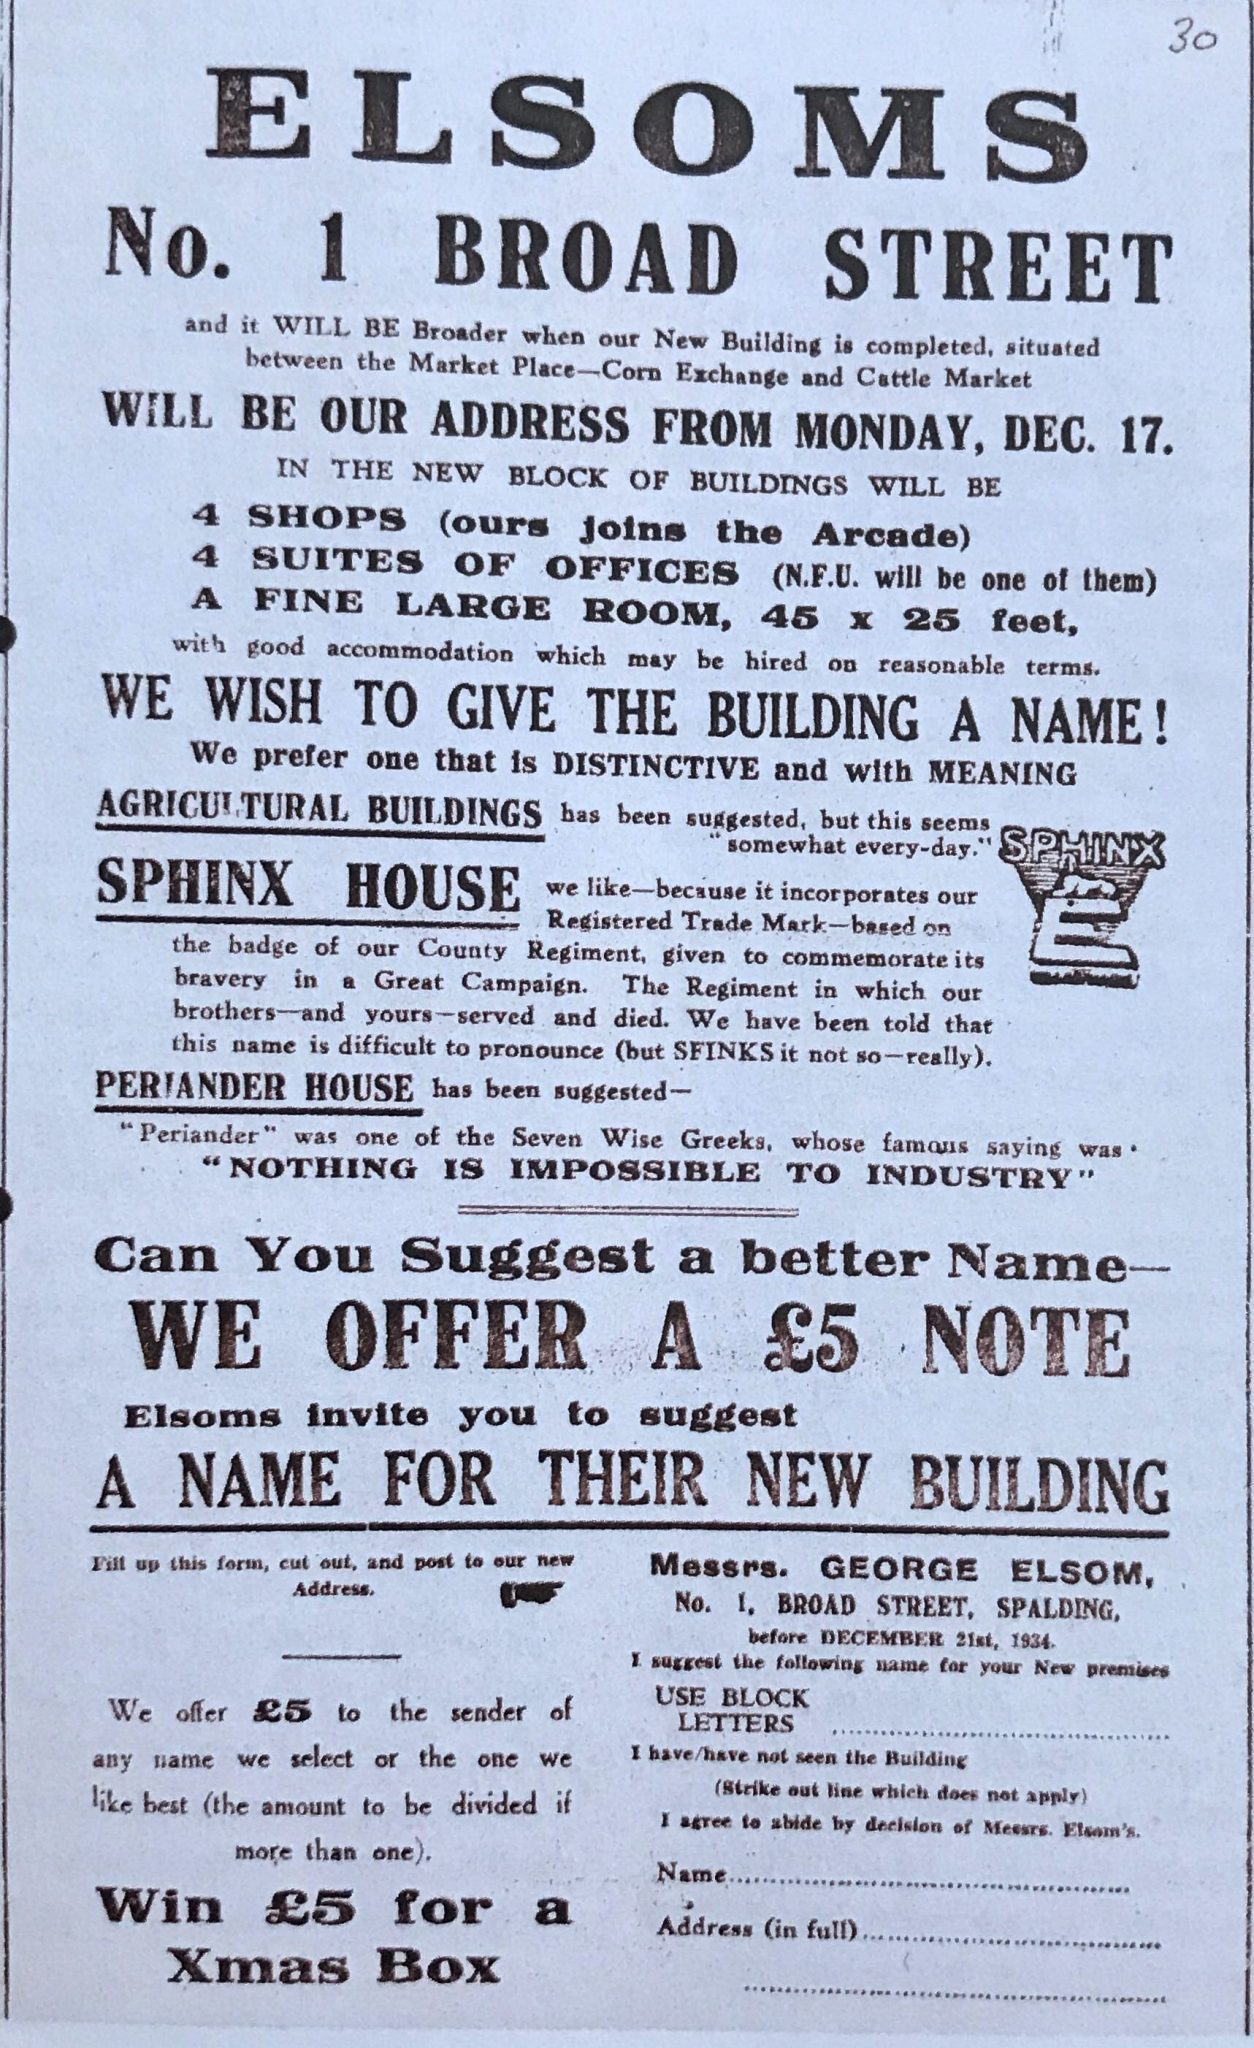 30
ELSOMS
No. 1 BROAD STREET
and it WILL BE Broader when our New Building is completed, situated
between the Market Place—Corn Exchange and Cattle Market
WILL BE OUR ADDRESS FROM MONDAY, DEC. 17.
IN THE NEW BLOCK OF BUILDINGS WILL BE
4 SHOPS (ours joins the Arcade)
4 SUITES OF OFFICES (N.F.U. will be one of them)
A FINE LARGE ROOM, 45 x 25 feet,
with good accommodation which may be hired on reasonable terms.
WE WISH TO GIVE THE BUILDING A NAME!
We prefer one that is DISTINCTIVE and with MEANING
AGRICULTURAL BUILDINGS has been suggested, but this seems
"somewhat every-day."
SPHINX
E
SPHINX HOUSE we like—because it incorporates our
Registered Trade Mark—based on
the badge of our County Regiment, given to commemorate its
bravery in a Great Campaign. The Regiment in which our
brothers—and yours—served and died. We have been told that
this name is difficult to pronounce (but SFINKS it not so—really).
PERIANDER HOUSE has been suggested—
"Periander" was one of the Seven Wise Greeks, whose famous saying was
"NOTHING IS IMPOSSIBLE TO INDUSTRY"
Can You Suggest a better Name—
WE OFFER A £5 NOTE
Elsoms invite you to suggest
A NAME FOR THEIR NEW BUILDING
Fill up this form, cut out, and post to our new
Address.
We offer £5 to the sender of
any name we select or the one we
like best (the amount to be divided if
more than one).
Win £5 for a
Xmas Box
Messrs. GEORGE ELSOM,
No. 1, BROAD STREET, SPALDING,
before DECEMBER 21st, 1934.
I suggest the following name for your New premises
USE BLOCK
LETTERS ........................
I have/have not seen the Building
(Strike out line which does not apply)
I agree to abide by decision of Messrs. Elsom's.
Name........................
Address (in full)........................
........................